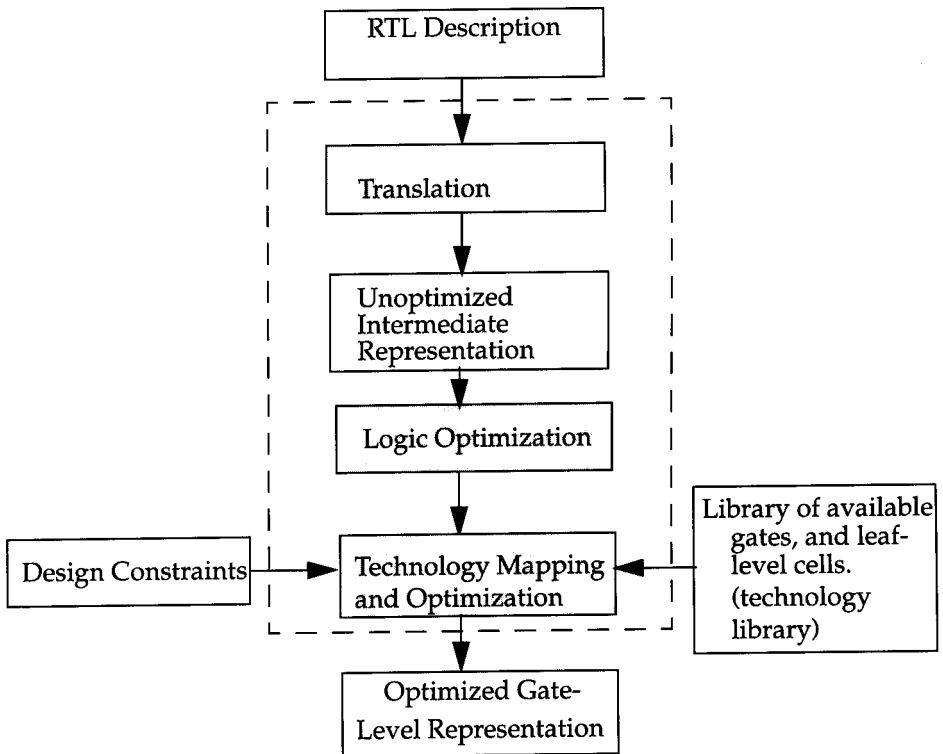 RTL Description
Translation
Unoptimized
Intermediate
Representation
Logic Optimization
Library of available
gates, and leaf-
level cells.
(technology
library)
Design Constraints
Technology Mapping
and Optimization
Optimized Gate-
Level Representation